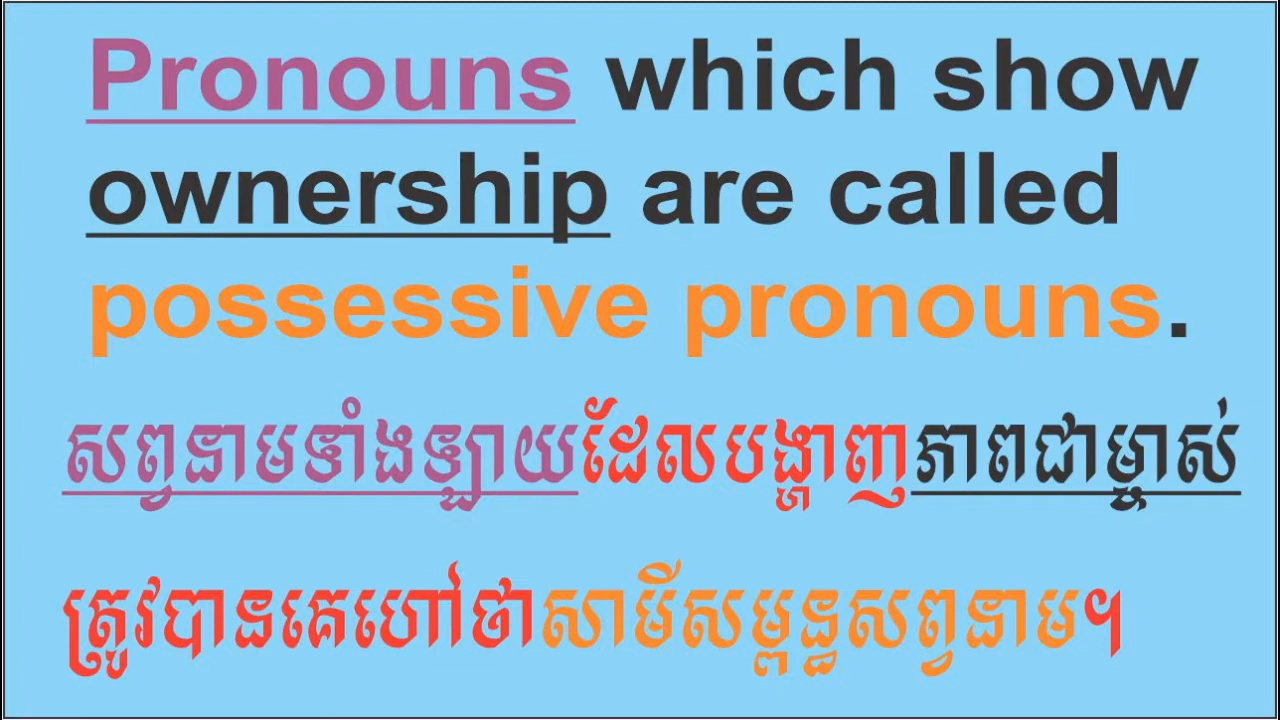 Pronouns which show
ownership are called
possessive pronouns.
សព្វនាមទាំងឡាយដែលបង្ហាញភាពជាម្ចាស់
ត្រូវបានគេហៅថាសាមីសម្ពន្ធសព្វនាម។